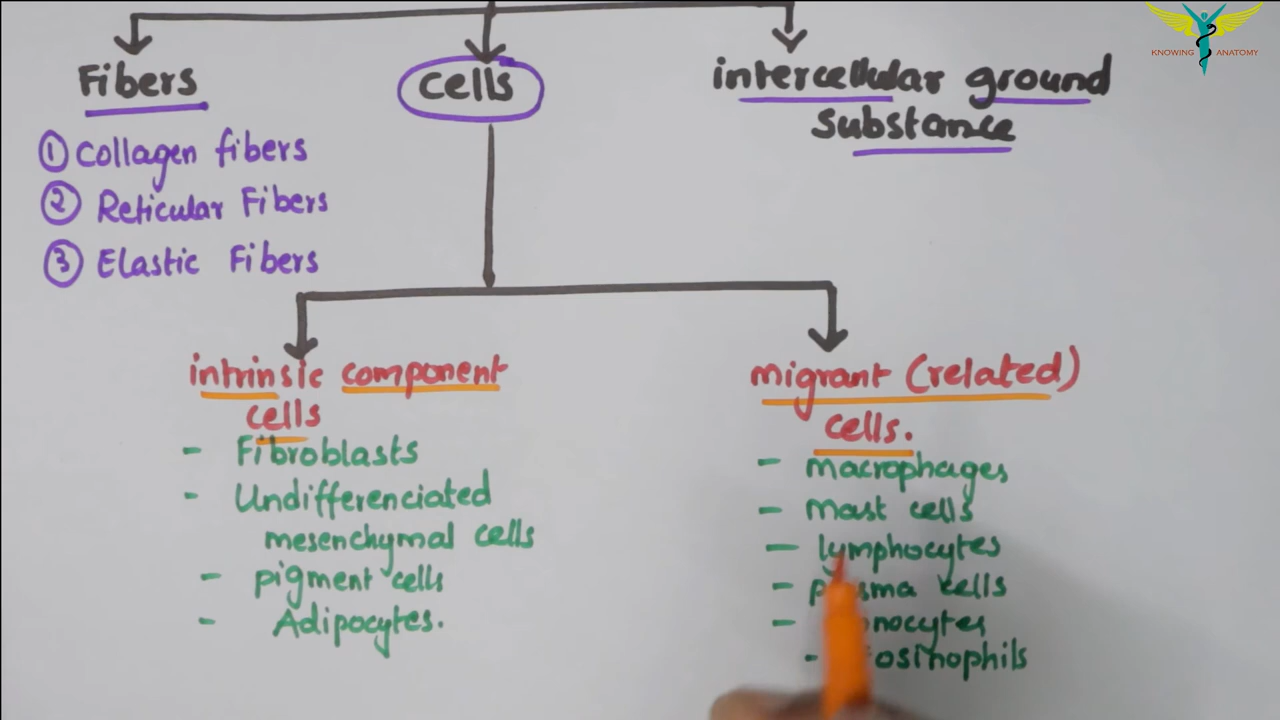 KNOWING ANATOMY
Fibers
cells
intercellular ground
substance
① Collagen fibers
② Reticular Fibers
③ Elastic Fibers
intrinsic component
cells
- Fibroblasts
- Undifferenciated
mesenchymal cells
- pigment cells
- Adipocytes.
migrant (related)
cells.
- macrophages
- mast cells
- lymphocytes
- plasma cells